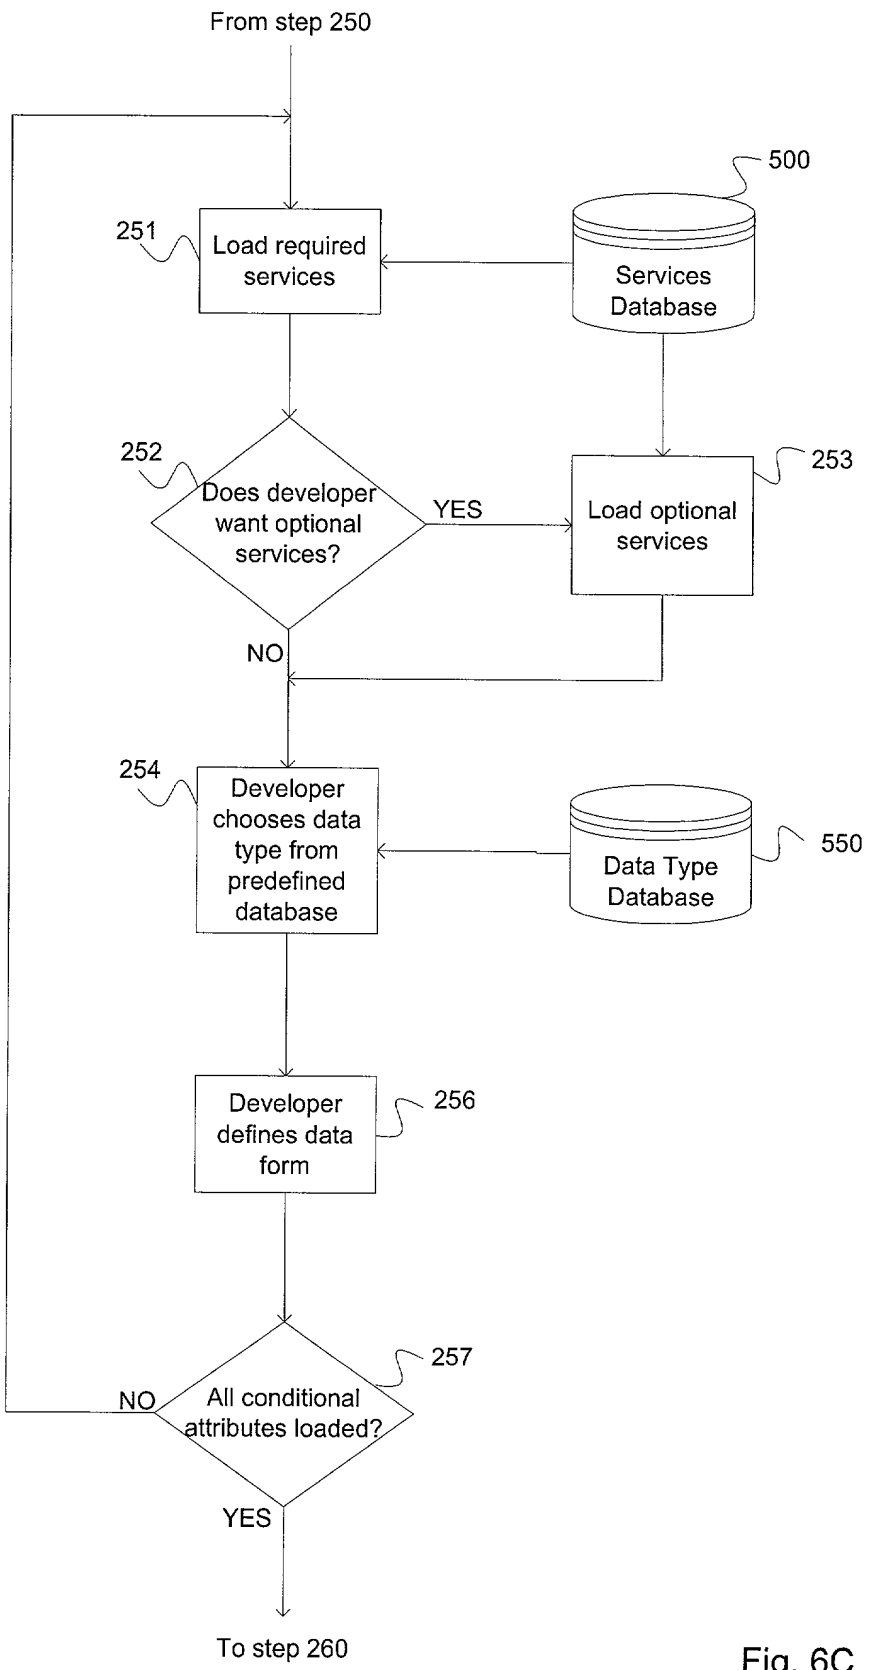 From step 250
500
251
Load required
services
Services
Database
252
Does developer
want optional
services?
YES
253
Load optional
services
NO
254
Developer
chooses data
type from
predefined
database
550
Data Type
Database
Developer
defines data
form
256
257
All conditional
attributes loaded?
NO
YES
To step 260
Fig. 6C